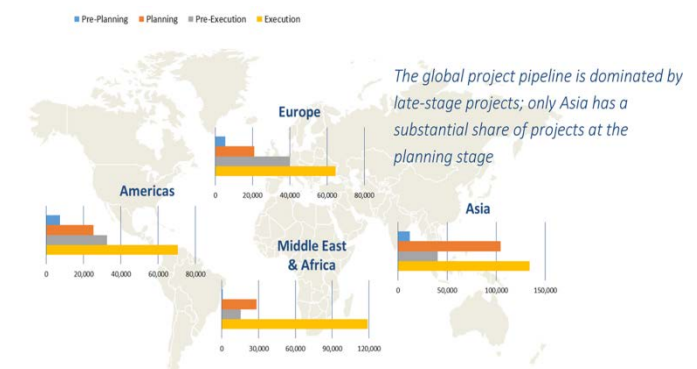 Pre-Planning Planning Pre-Execution Execution
The global project pipeline is dominated by
late-stage projects; only Asia has a
substantial share of projects at the
planning stage
Europe
0 20,000 40,000 60,000 80,000
Americas
0 20,000 40,000 60,000 80,000
Asia
0 50,000 100,000 150,000
Middle East
& Africa
0 30,000 60,000 90,000 120,000